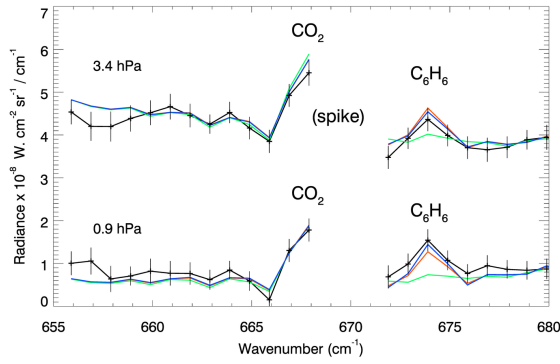 7
6
5
4
3
2
1
0
Radiance x 10⁻⁸ W. cm⁻² sr⁻¹ / cm⁻¹
CO₂
3.4 hPa
C₆H₆
(spike)
CO₂
C₆H₆
0.9 hPa
655 660 665 670 675 680
Wavenumber (cm⁻¹)